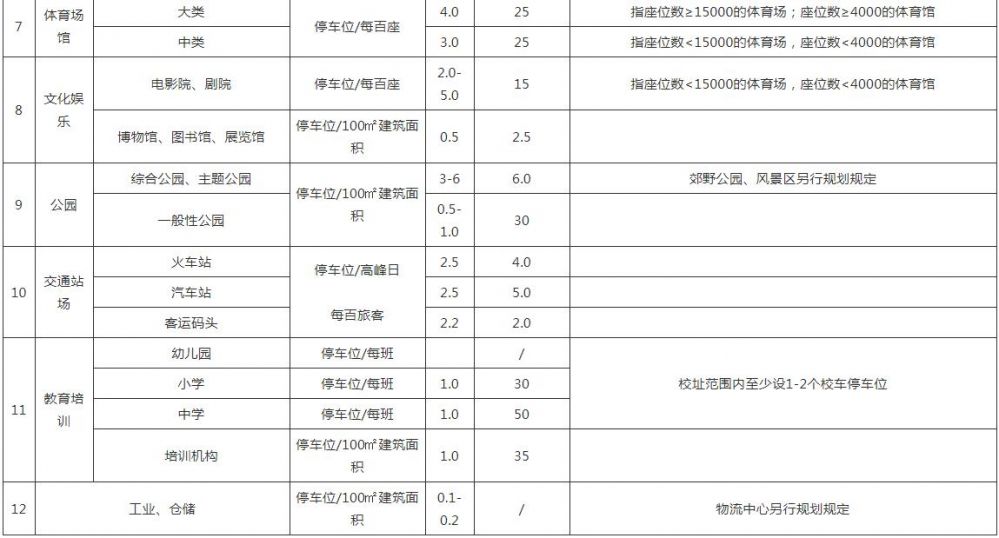 7 体育场馆 大类 停车位/每百座 4.0 25 指座位数≥15000的体育场；座位数≥4000的体育馆
中类 3.0 25 指座位数<15000的体育场，座位数<4000的体育馆
8 文化娱乐 电影院、剧院 停车位/每百座 2.0-5.0 15 指座位数<15000的体育场，座位数<4000的体育馆
博物馆、图书馆、展览馆 停车位/100㎡建筑面积 0.5 2.5
9 公园 综合公园、主题公园 停车位/100㎡建筑面积 3-6 6.0 郊野公园、风景区另行规划规定
一般性公园 0.5-1.0 30
10 交通站场 火车站 停车位/高峰日 每百旅客 2.5 4.0
汽车站 2.5 5.0
客运码头 2.2 2.0
11 教育培训 幼儿园 停车位/每班 / 校址范围内至少设1-2个校车停车位
小学 停车位/每班 1.0 30
中学 停车位/每班 1.0 50
培训机构 停车位/100㎡建筑面积 1.0 35
12 工业、仓储 停车位/100㎡建筑面积 0.1-0.2 / 物流中心另行规划规定